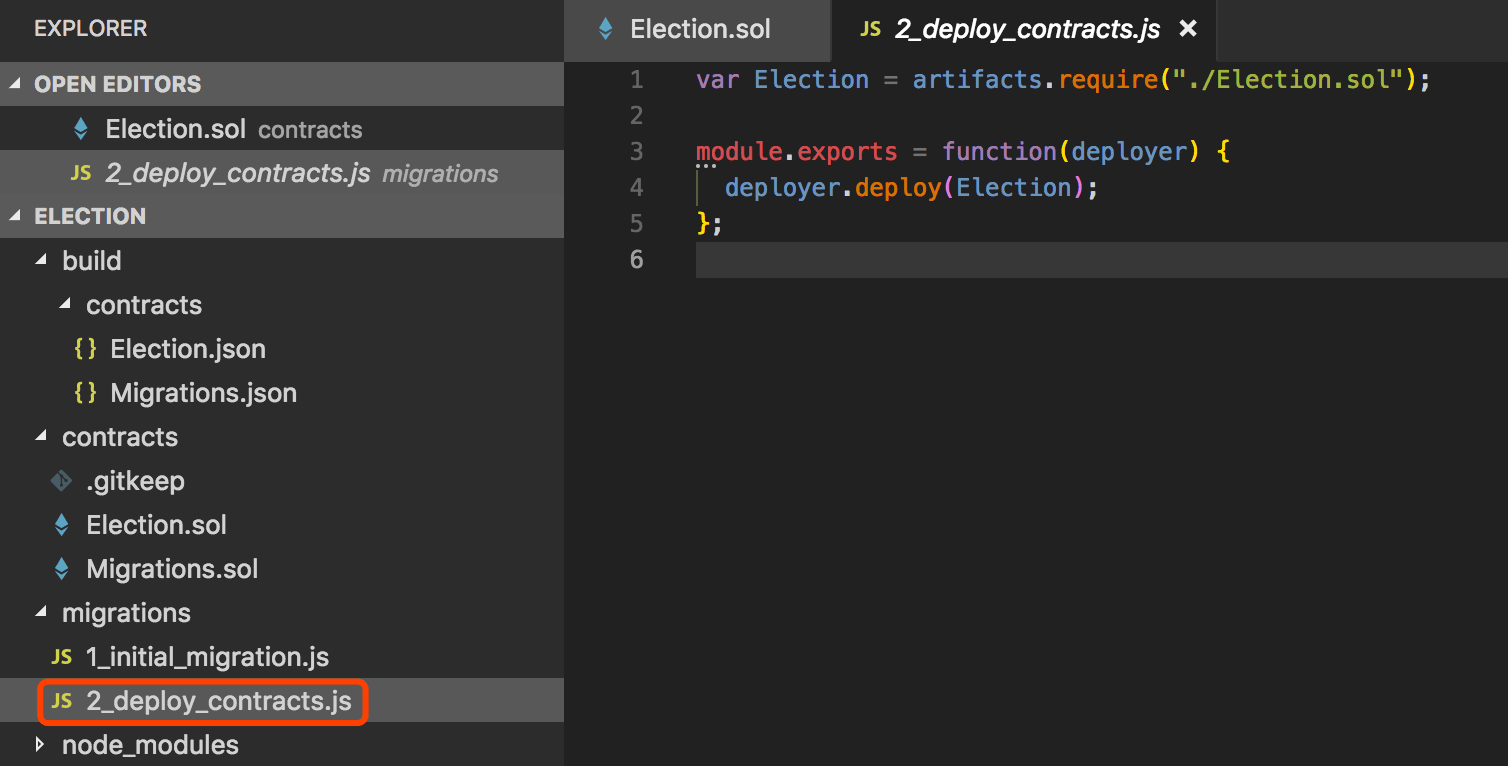 EXPLORER
OPEN EDITORS
Election.sol contracts
JS 2_deploy_contracts.js migrations
ELECTION
build
contracts
{} Election.json
{} Migrations.json
contracts
.gitkeep
Election.sol
Migrations.sol
migrations
JS 1_initial_migration.js
JS 2_deploy_contracts.js
node_modules
Election.sol
JS 2_deploy_contracts.js
1 var Election = artifacts.require("./Election.sol");
2
3 module.exports = function(deployer) {
4 deployer.deploy(Election);
5 };
6